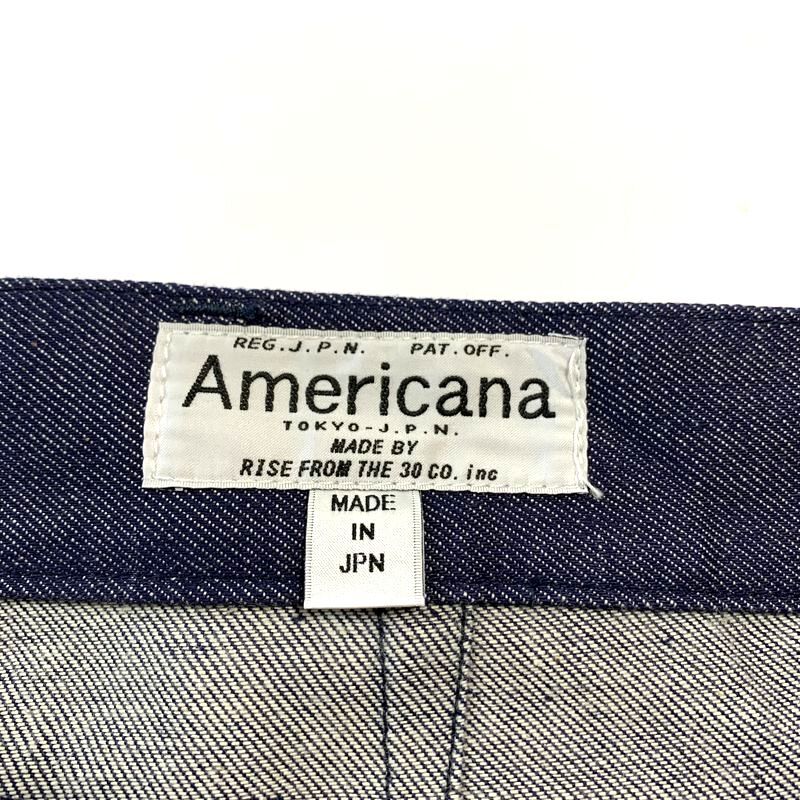 REG.J.P.N. PAT.OFF.
Americana
TOKYO-J.P.N.
MADE BY
RISE FROM THE 30 CO. inc
MADE
IN
JPN